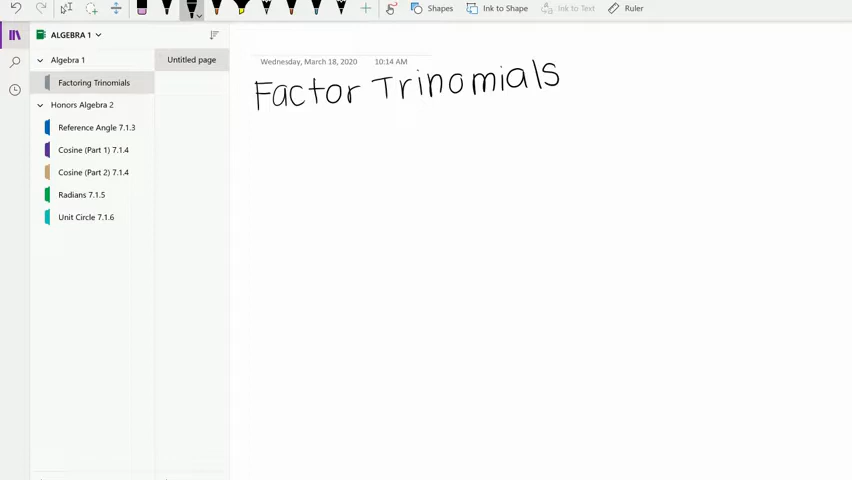 Shapes Ink to Shape Ink to Text Ruler
ALGEBRA 1
Algebra 1
Factoring Trinomials
Honors Algebra 2
Reference Angle 7.1.3
Cosine (Part 1) 7.1.4
Cosine (Part 2) 7.1.4
Radians 7.1.5
Unit Circle 7.1.6
Untitled page
Wednesday, March 18, 2020 10:14 AM
Factor Trinomials